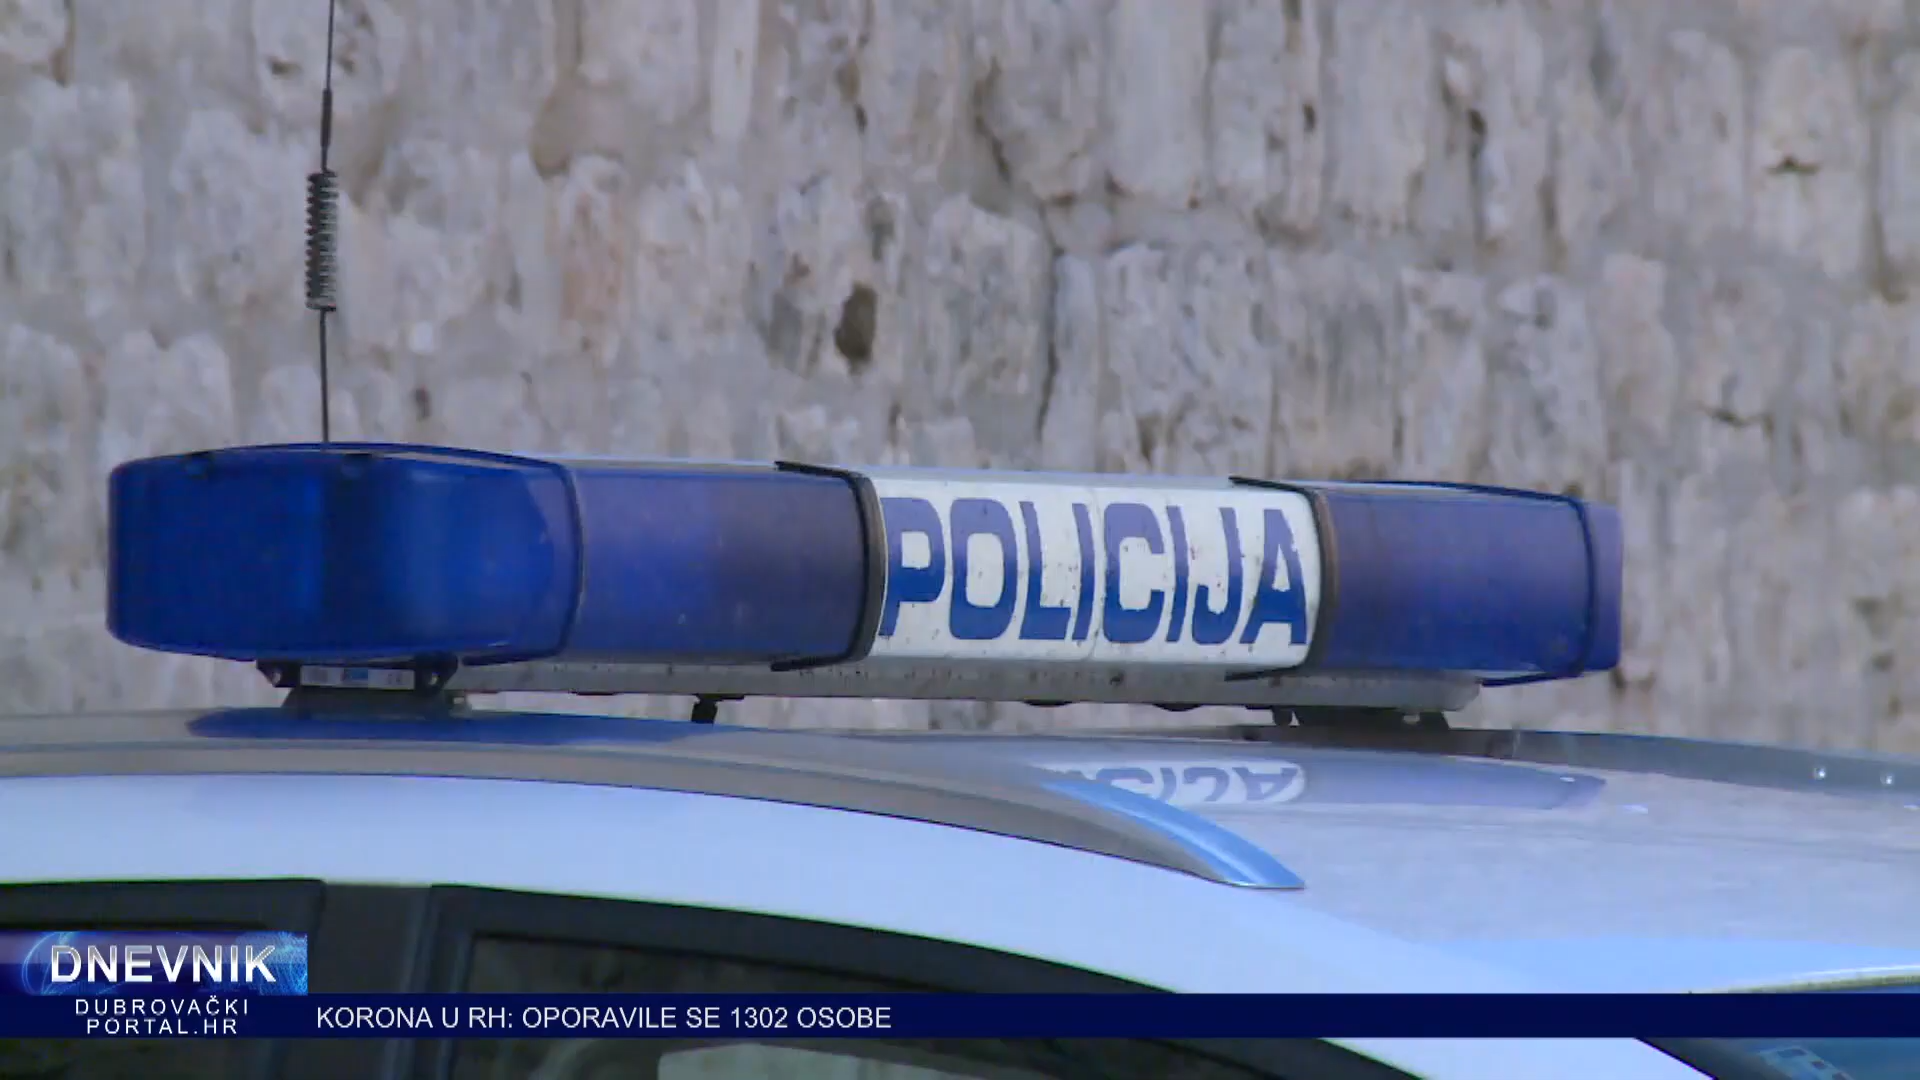 POLICIJA
DNEVNIK
DUBROVAČKI
PORTAL.HR
KORONA U RH: OPORAVILE SE 1302 OSOBE